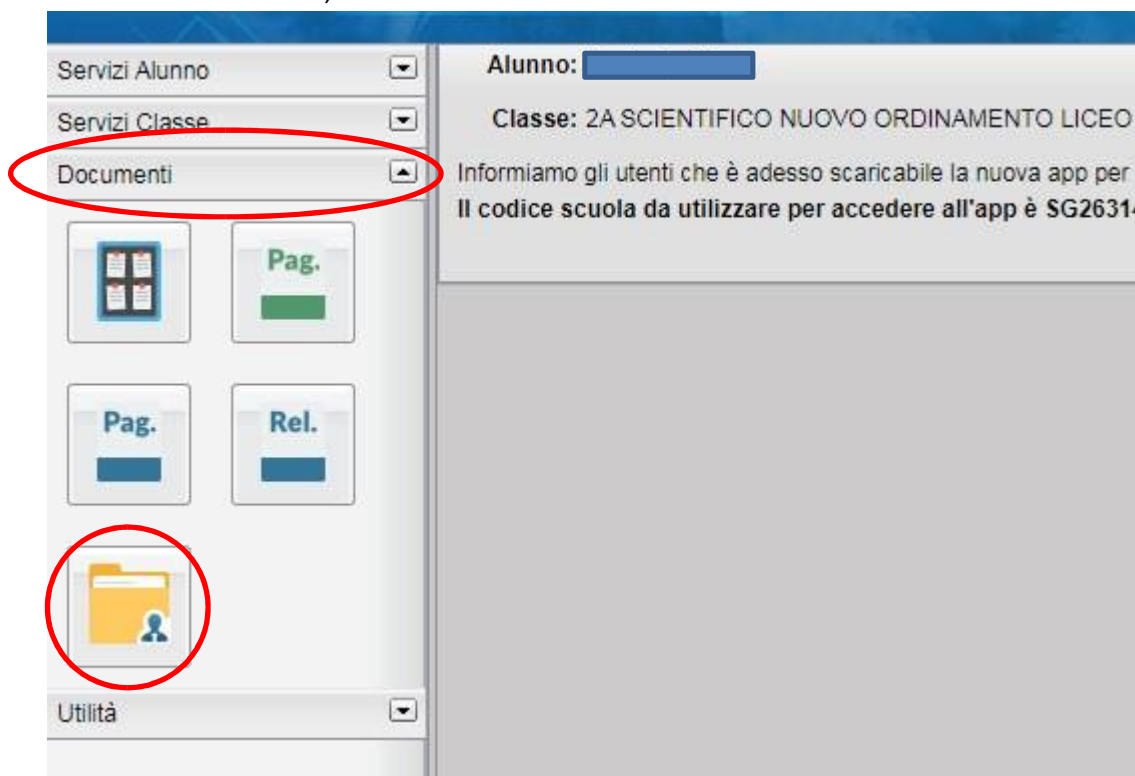 Servizi Alunno
Servizi Classe
Documenti
Pag.
Pag.
Rel.
Utilità
Alunno:
Classe: 2A SCIENTIFICO NUOVO ORDINAMENTO LICEO
Informiamo gli utenti che è adesso scaricabile la nuova app per
Il codice scuola da utilizzare per accedere all'app è SG26314